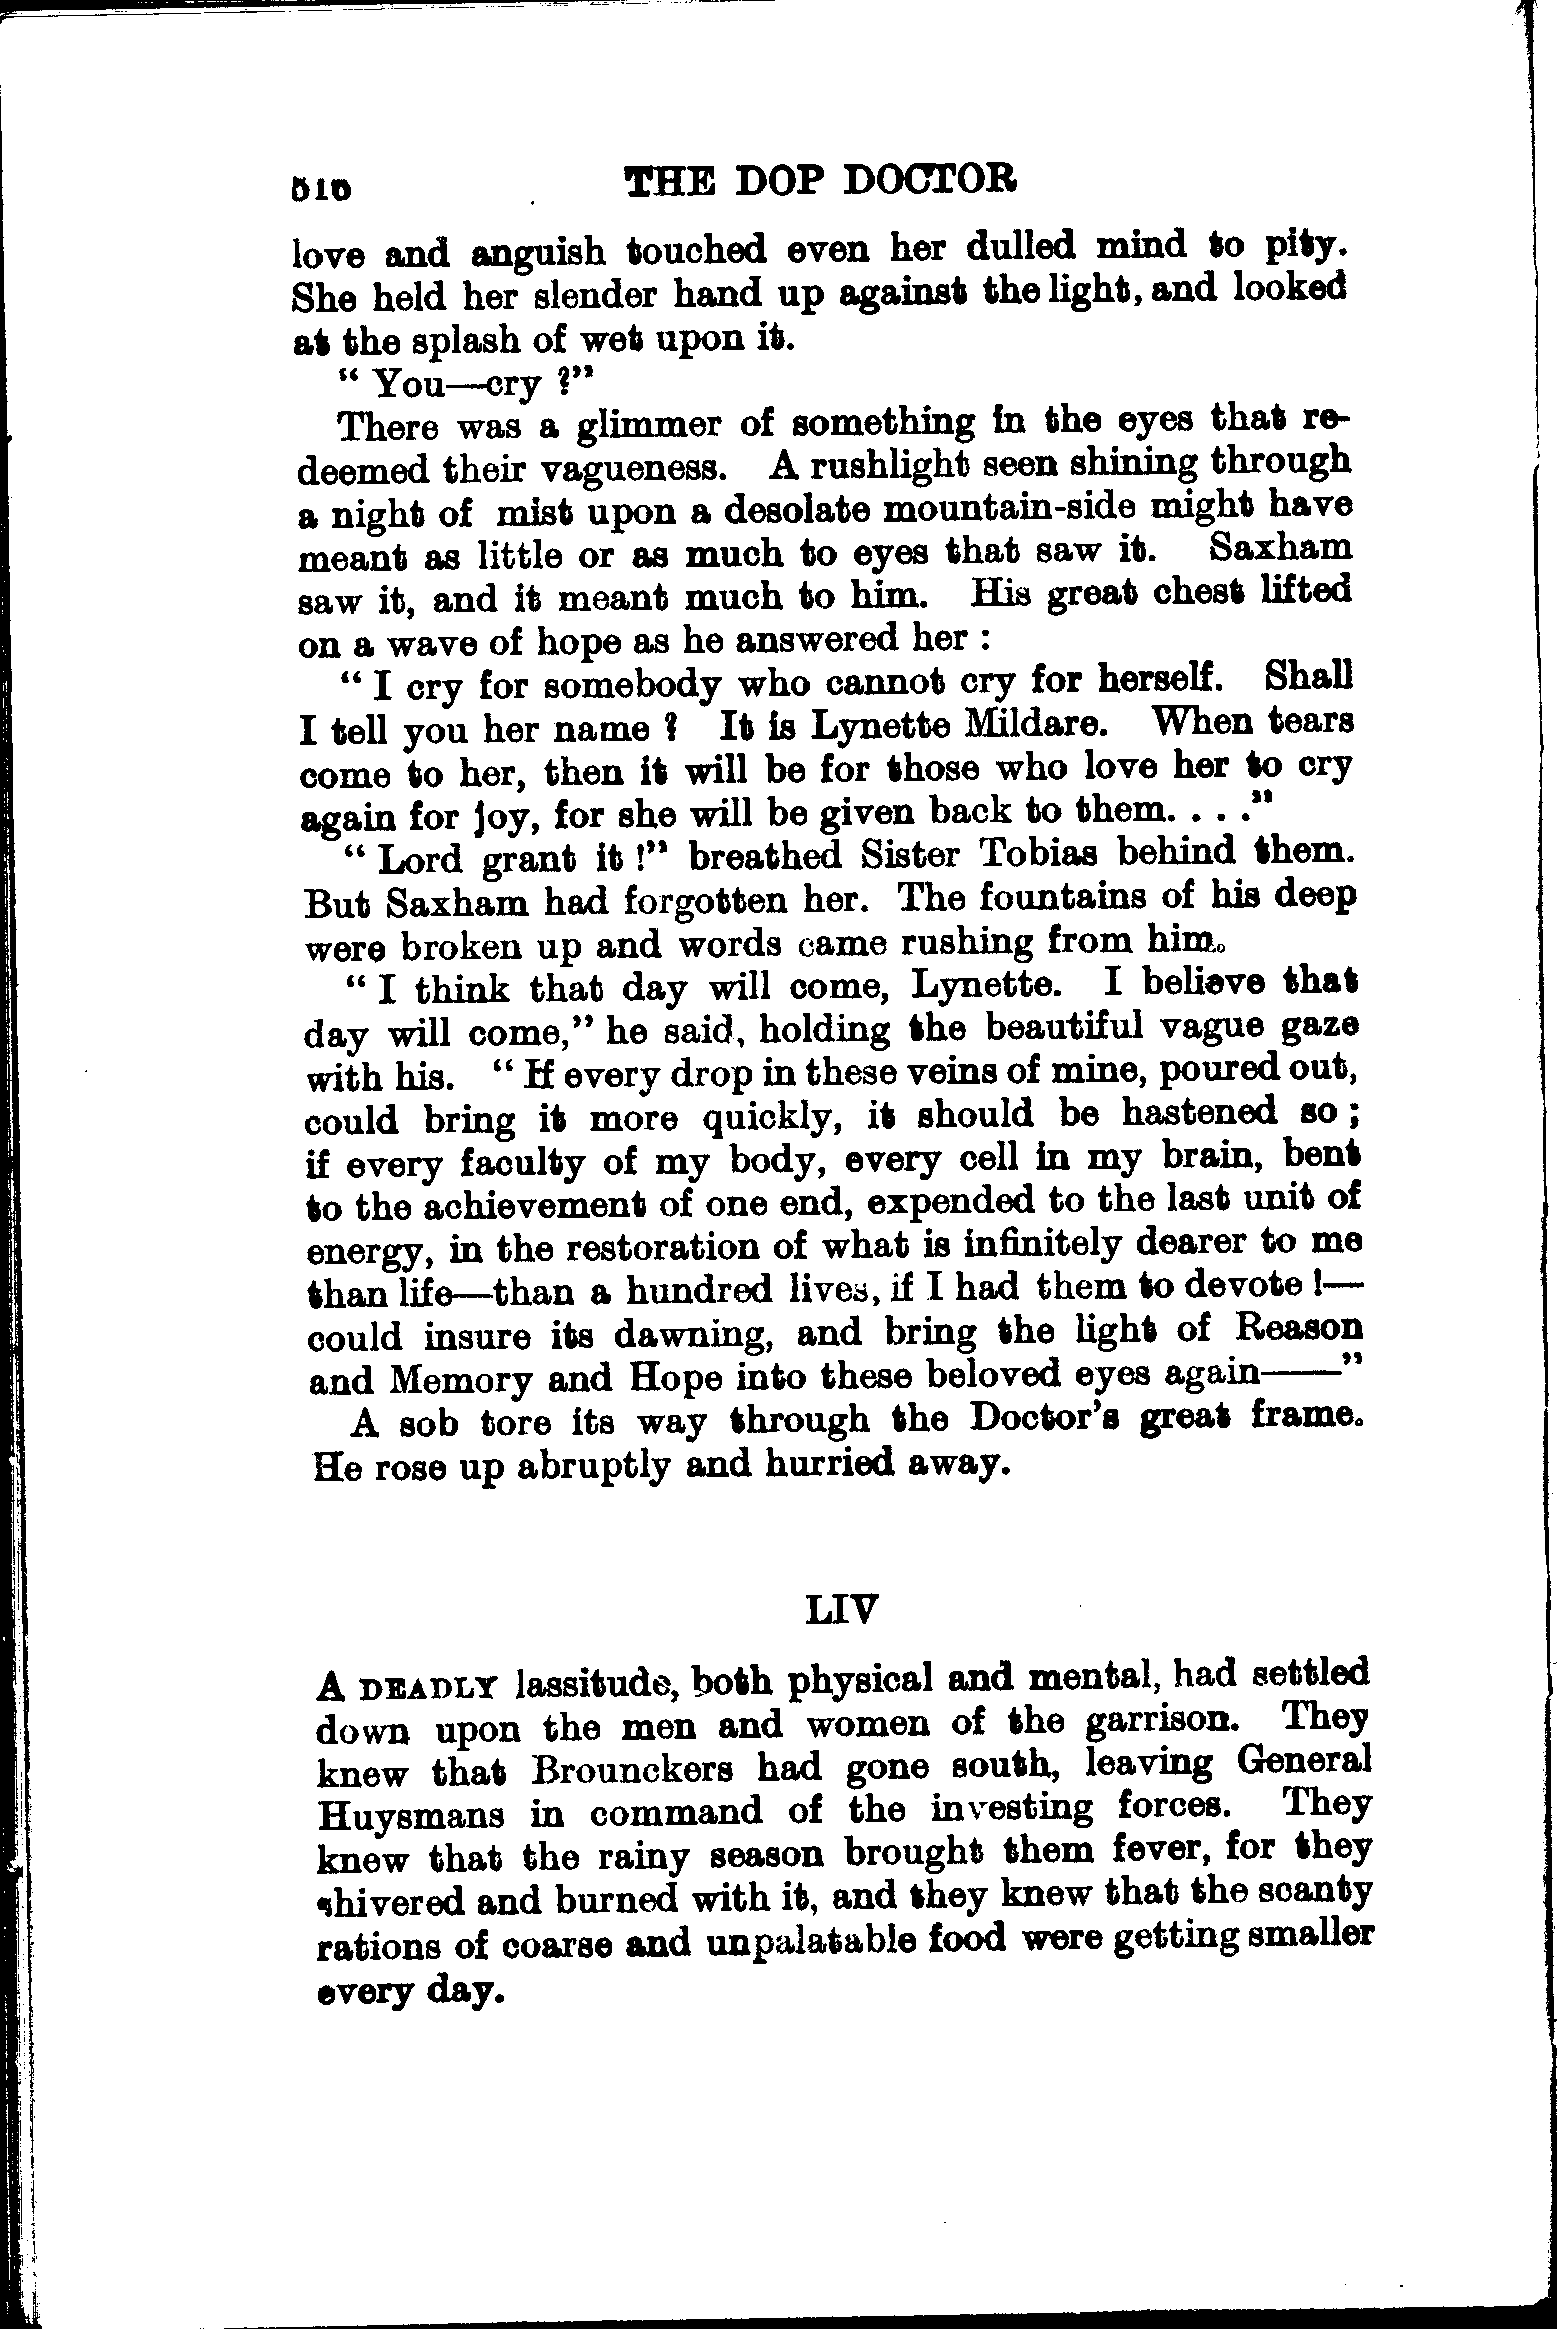 510 THE DOP DOCTOR
love and anguish touched even her dulled mind to pity.
She held her slender hand up against the light, and looked
at the splash of wet upon it.
“ You—cry ?”
There was a glimmer of something in the eyes that re-
deemed their vagueness. A rushlight seen shining through
a night of mist upon a desolate mountain-side might have
meant as little or as much to eyes that saw it. Saxham
saw it, and it meant much to him. His great chest lifted
on a wave of hope as he answered her :
“ I cry for somebody who cannot cry for herself. Shall
I tell you her name ? It is Lynette Mildare. When tears
come to her, then it will be for those who love her to cry
again for joy, for she will be given back to them. . . .”
“ Lord grant it !” breathed Sister Tobias behind them.
But Saxham had forgotten her. The fountains of his deep
were broken up and words came rushing from him.
“ I think that day will come, Lynette. I believe that
day will come,” he said, holding the beautiful vague gaze
with his. “ If every drop in these veins of mine, poured out,
could bring it more quickly, it should be hastened so ;
if every faculty of my body, every cell in my brain, bent
to the achievement of one end, expended to the last unit of
energy, in the restoration of what is infinitely dearer to me
than life—than a hundred lives, if I had them to devote !—
could insure its dawning, and bring the light of Reason
and Memory and Hope into these beloved eyes again——”
A sob tore its way through the Doctor’s great frame.
He rose up abruptly and hurried away.
LIV
A DEADLY lassitude, both physical and mental, had settled
down upon the men and women of the garrison. They
knew that Brounckers had gone south, leaving General
Huysmans in command of the investing forces. They
knew that the rainy season brought them fever, for they
shivered and burned with it, and they knew that the scanty
rations of coarse and unpalatable food were getting smaller
every day.